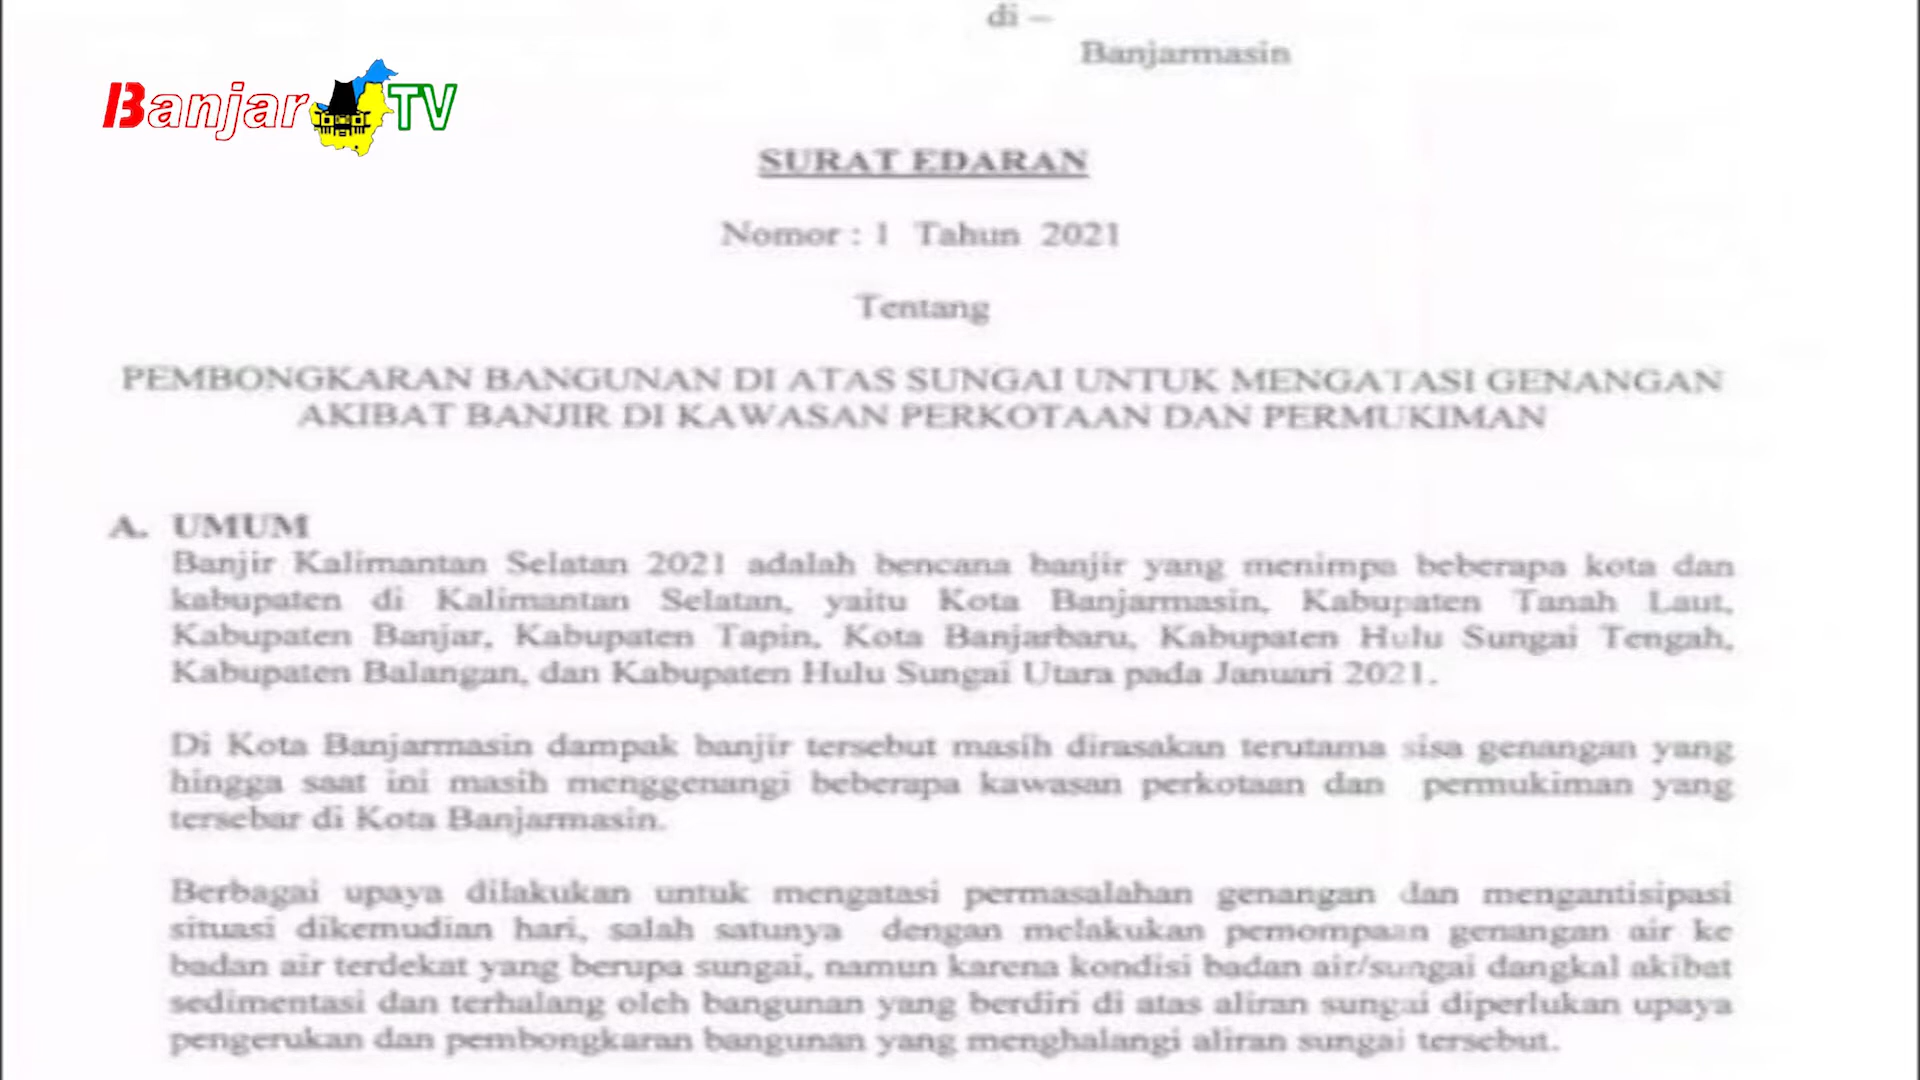 di –
Banjarmasin
Banjar TV
SURAT EDARAN
Nomor : 1 Tahun 2021
Tentang
PEMBONGKARAN BANGUNAN DI ATAS SUNGAI UNTUK MENGATASI GENANGAN
AKIBAT BANJIR DI KAWASAN PERKOTAAN DAN PERMUKIMAN
A. UMUM
Banjir Kalimantan Selatan 2021 adalah bencana banjir yang menimpa beberapa kota dan
kabupaten di Kalimantan Selatan, yaitu Kota Banjarmasin, Kabupaten Tanah Laut,
Kabupaten Banjar, Kabupaten Tapin, Kota Banjarbaru, Kabupaten Hulu Sungai Tengah,
Kabupaten Balangan, dan Kabupaten Hulu Sungai Utara pada Januari 2021.
Di Kota Banjarmasin dampak banjir tersebut masih dirasakan terutama sisa genangan yang
hingga saat ini masih menggenangi beberapa kawasan perkotaan dan permukiman yang
tersebar di Kota Banjarmasin.
Berbagai upaya dilakukan untuk mengatasi permasalahan genangan dan mengantisipasi
situasi dikemudian hari, salah satunya dengan melakukan pemompaan genangan air ke
badan air terdekat yang berupa sungai, namun karena kondisi badan air/sungai dangkal akibat
sedimentasi dan terhalang oleh bangunan yang berdiri di atas aliran sungai diperlukan upaya
pengerukan dan pembongkaran bangunan yang menghalangi aliran sungai tersebut.